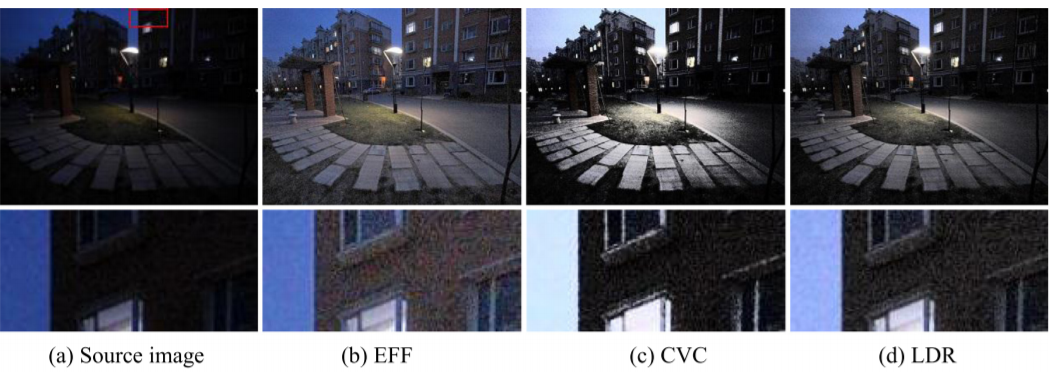 (a) Source image
(b) EFF
(c) CVC
(d) LDR